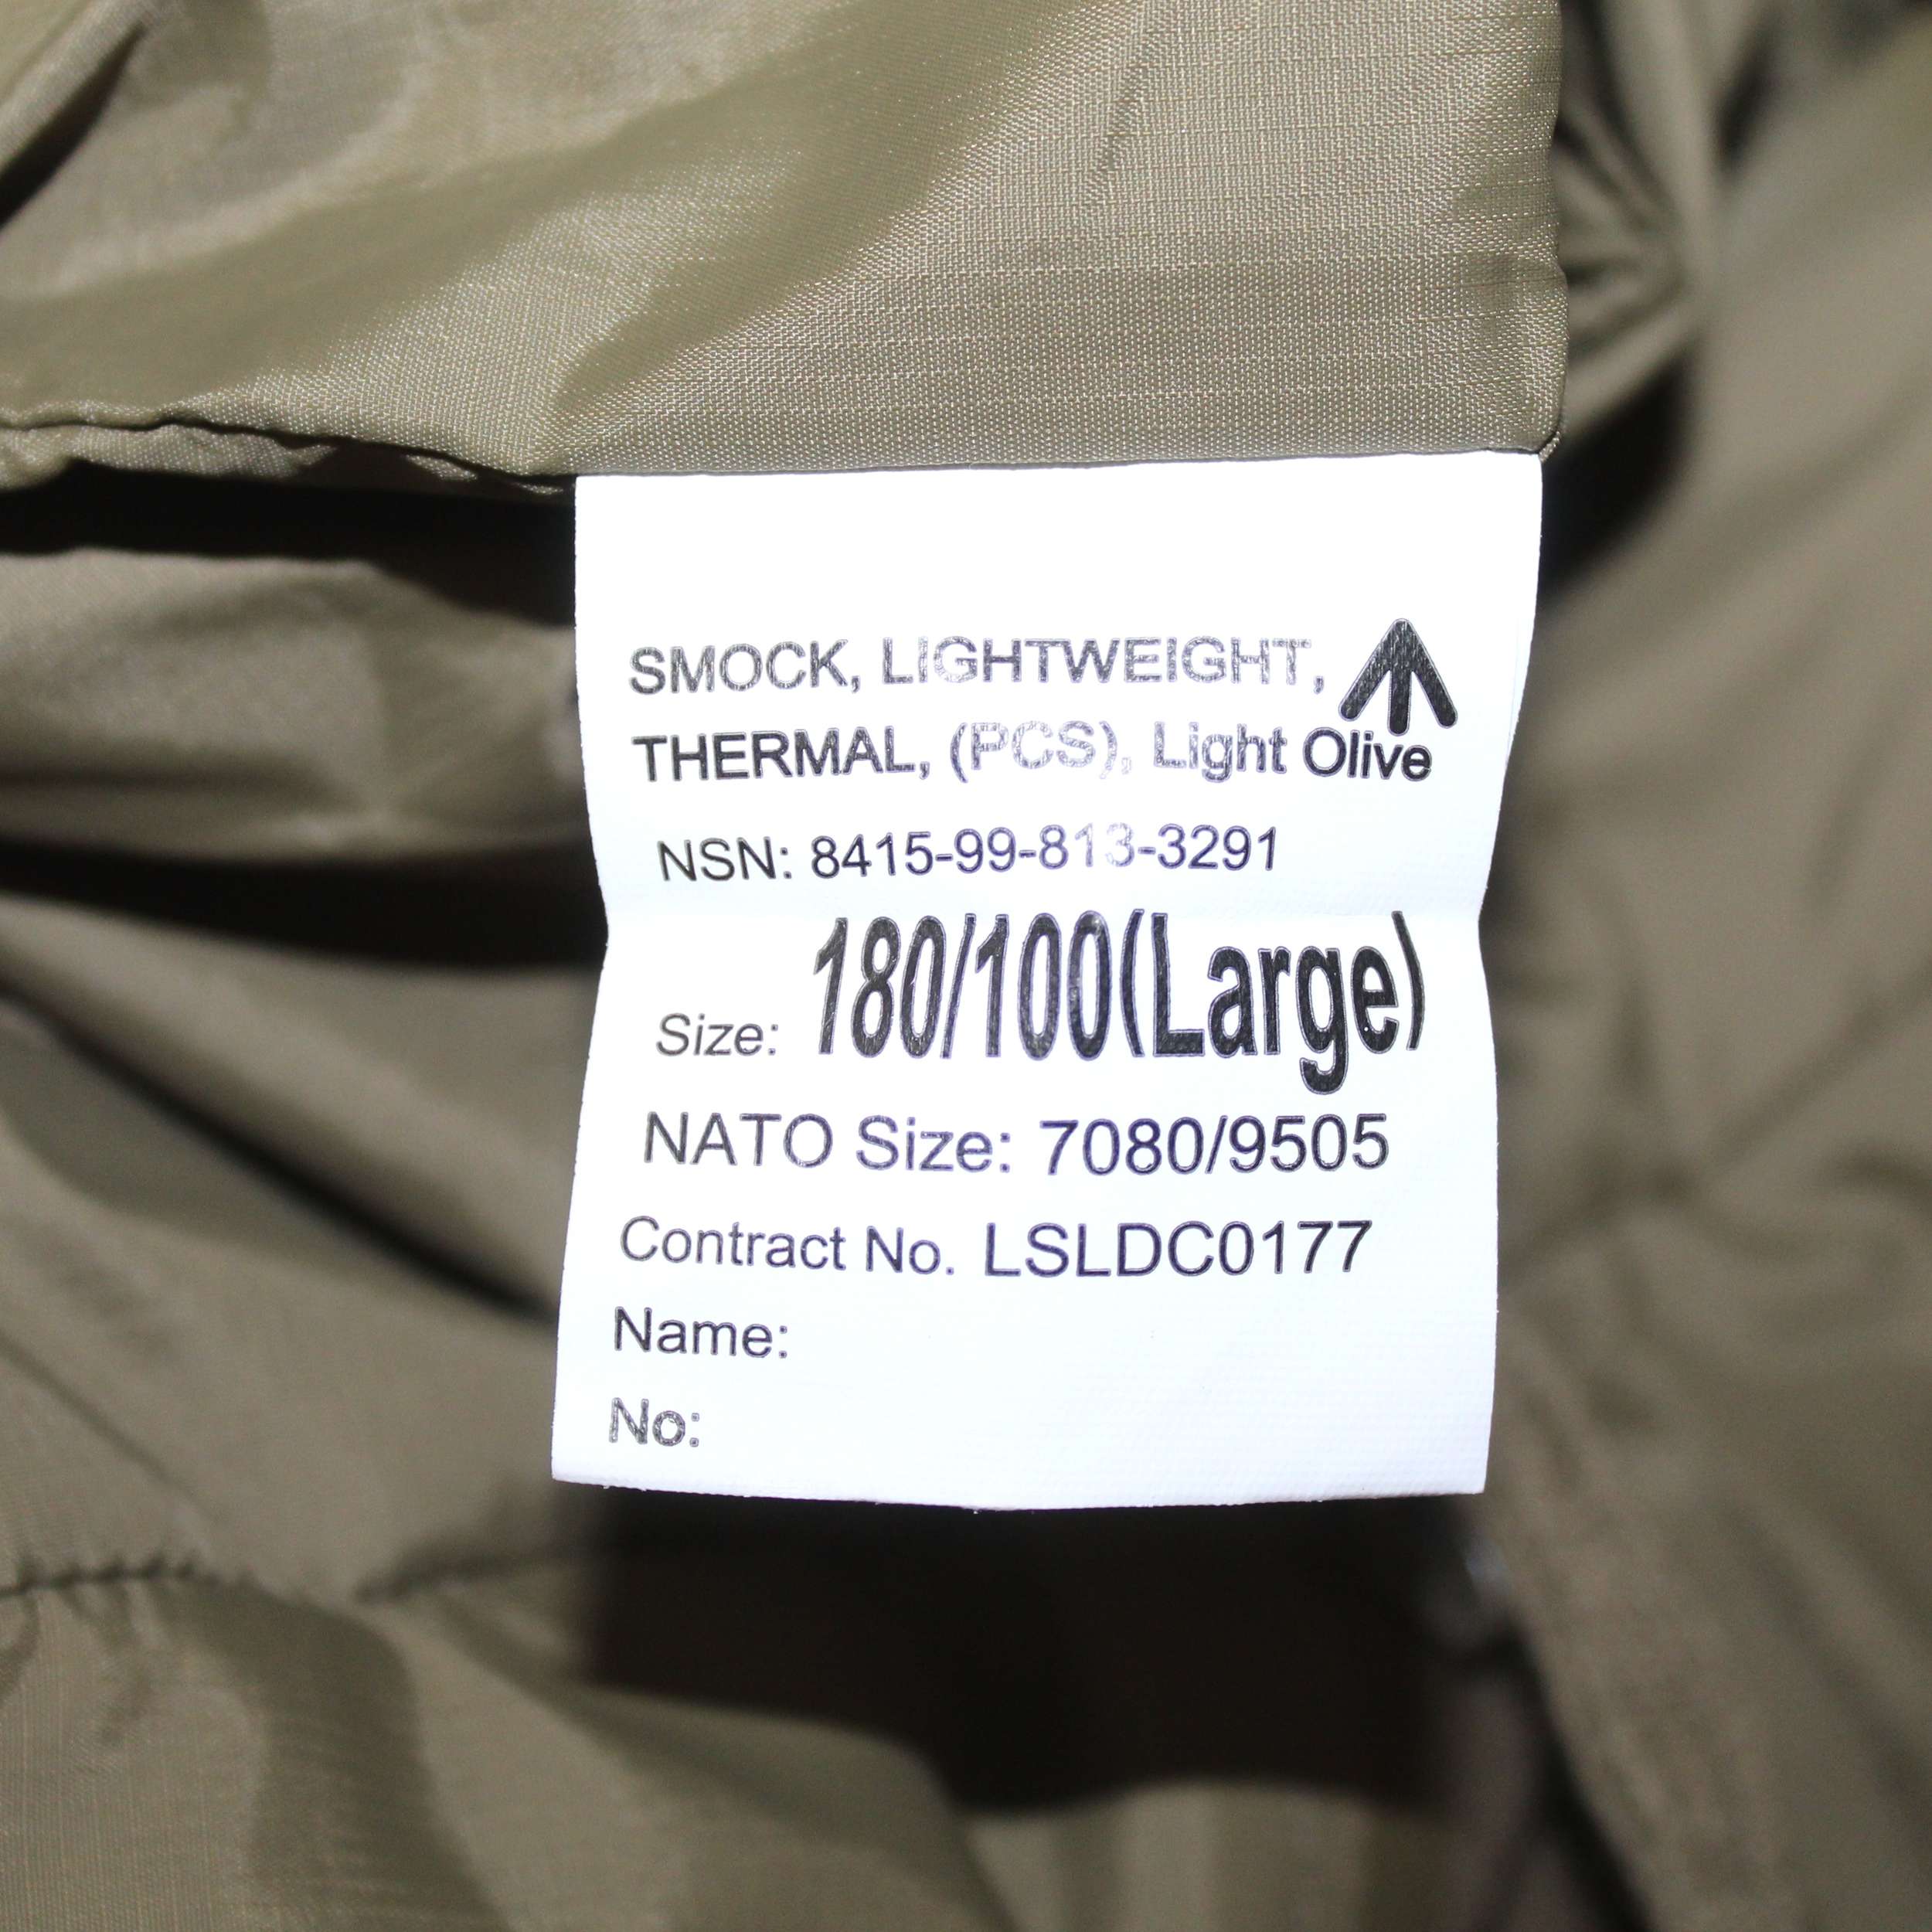 SMOCK, LIGHTWEIGHT,
THERMAL, (PCS), Light Olive
NSN: 8415-99-813-3291
Size: 180/100(Large)
NATO Size: 7080/9505
Contract No. LSLDC0177
Name:
No: